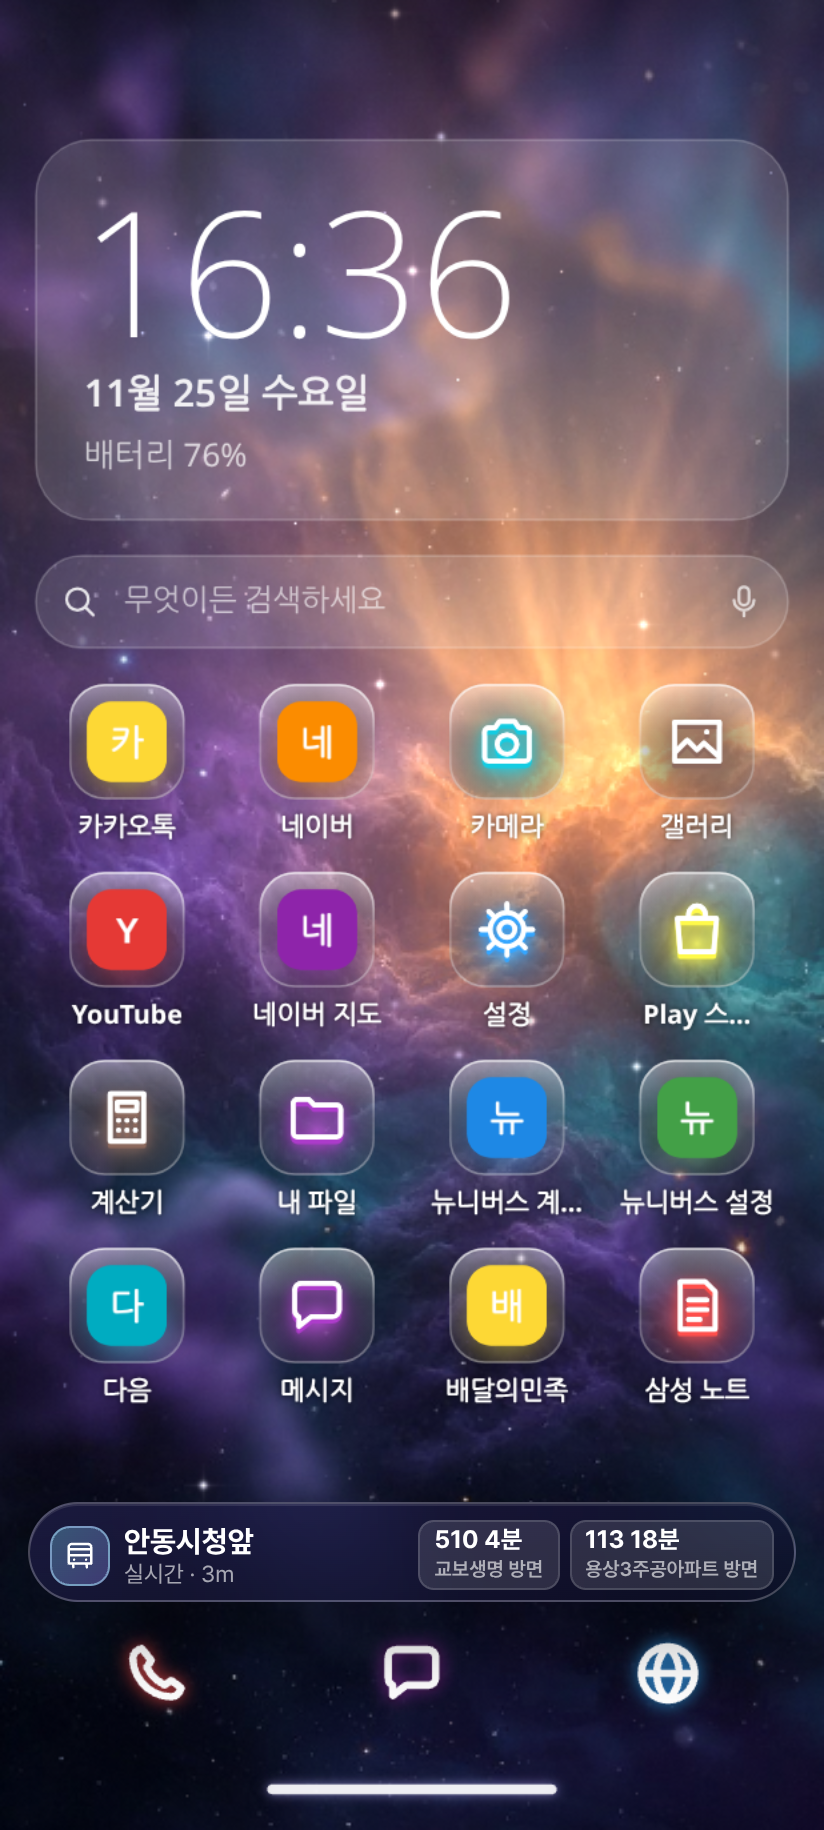 16:36
11월 25일 수요일
배터리 76%
무엇이든 검색하세요
카 네
카카오톡 네이버 카메라 갤러리
Y 네
YouTube 네이버 지도 설정 Play 스...
뉴 뉴
계산기 내 파일 뉴니버스 계... 뉴니버스 설정
다 배
다음 메시지 배달의민족 삼성 노트
안동시청앞
실시간 · 3m
510 4분
교보생명 방면
113 18분
용상3주공아파트 방면